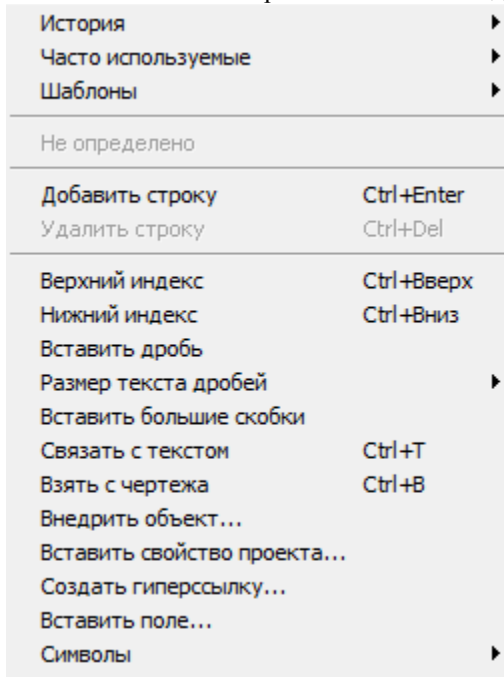 История
Часто используемые
Шаблоны
Не определено
Добавить строку Ctrl+Enter
Удалить строку Ctrl+Del
Верхний индекс Ctrl+Вверх
Нижний индекс Ctrl+Вниз
Вставить дробь
Размер текста дробей
Вставить большие скобки
Связать с текстом Ctrl+T
Взять с чертежа Ctrl+B
Внедрить объект...
Вставить свойство проекта...
Создать гиперссылку...
Вставить поле...
Символы